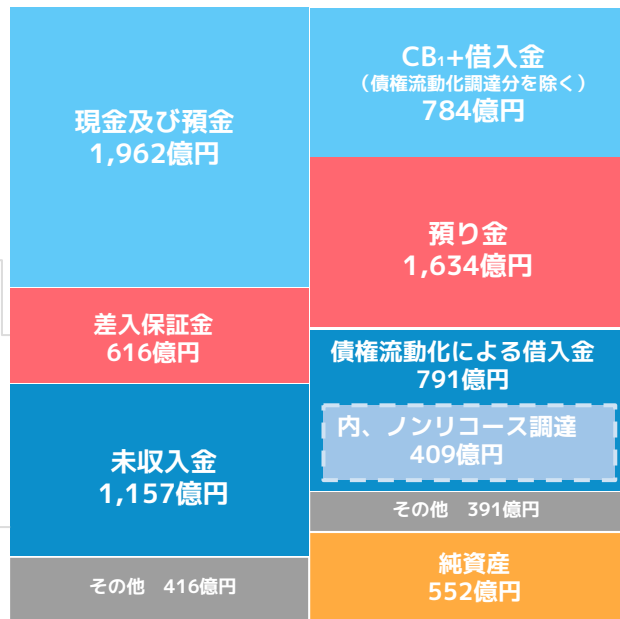 現金及び預金
1,962億円
差入保証金
616億円
未収入金
1,157億円
その他 416億円
CB1+借入金
（債権流動化調達分を除く）
784億円
預り金
1,634億円
債権流動化による借入金
791億円
内、ノンリコース調達
409億円
その他 391億円
純資産
552億円